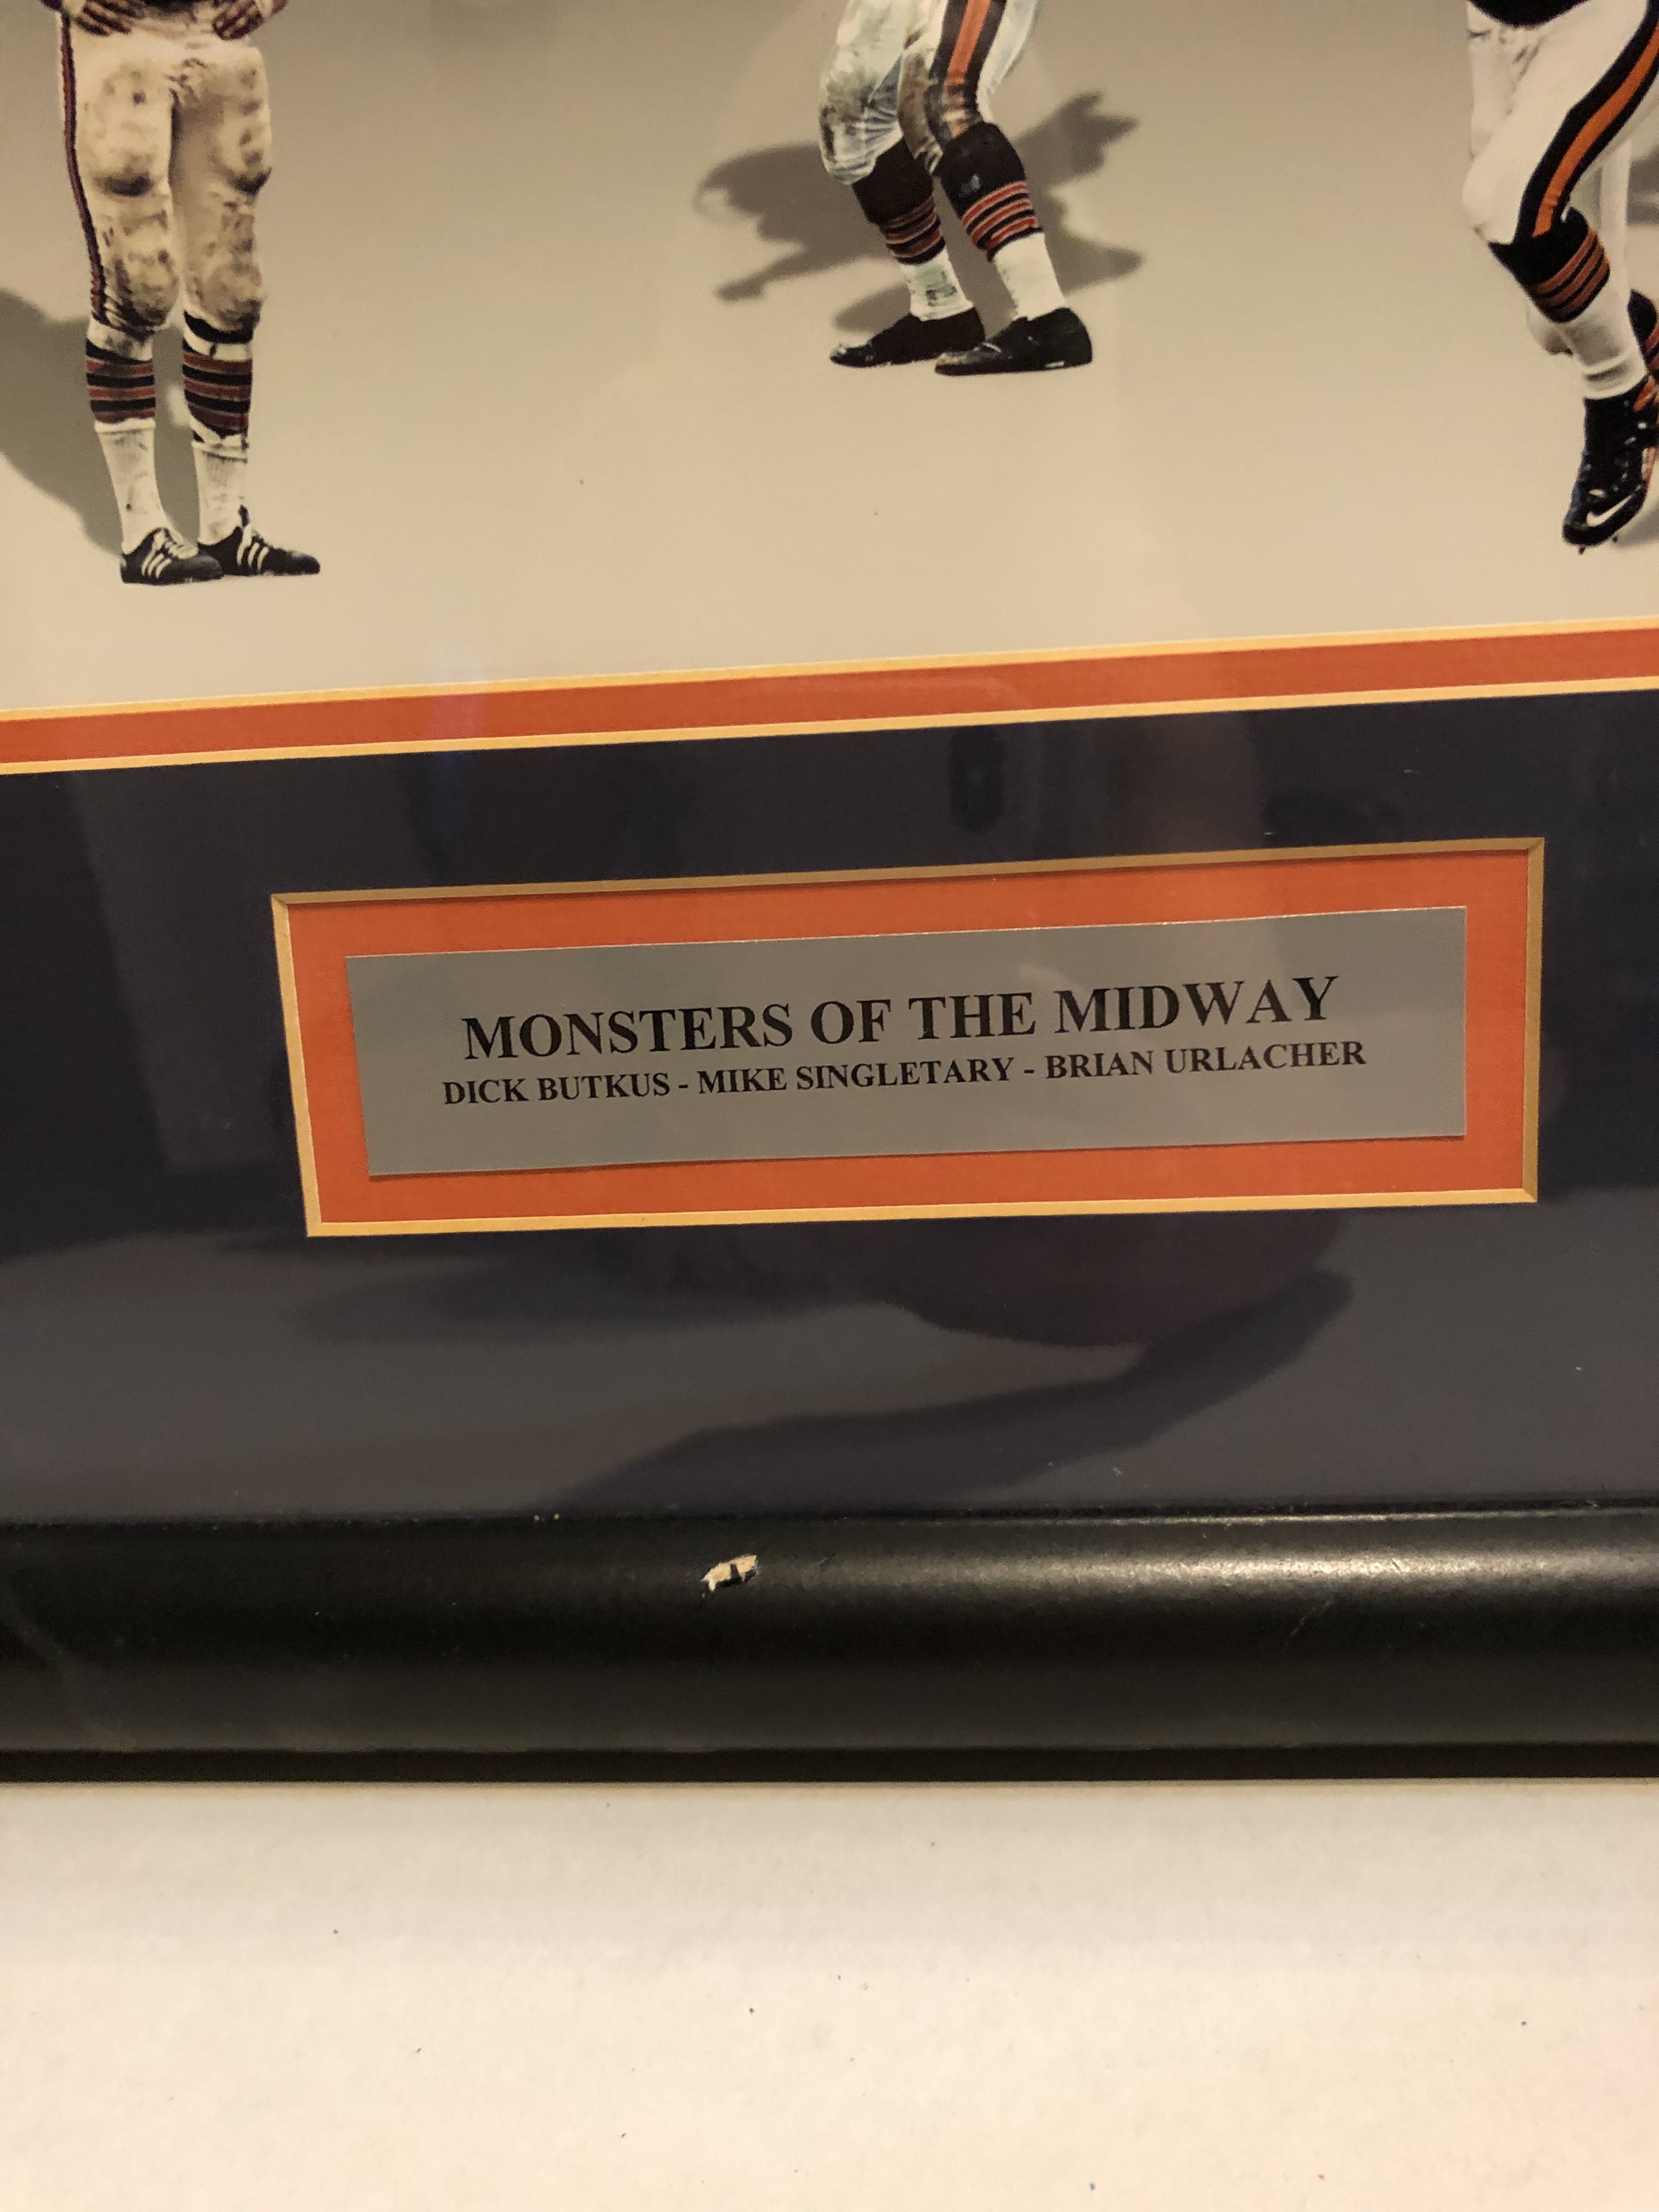 MONSTERS OF THE MIDWAY
DICK BUTKUS - MIKE SINGLETARY - BRIAN URLACHER